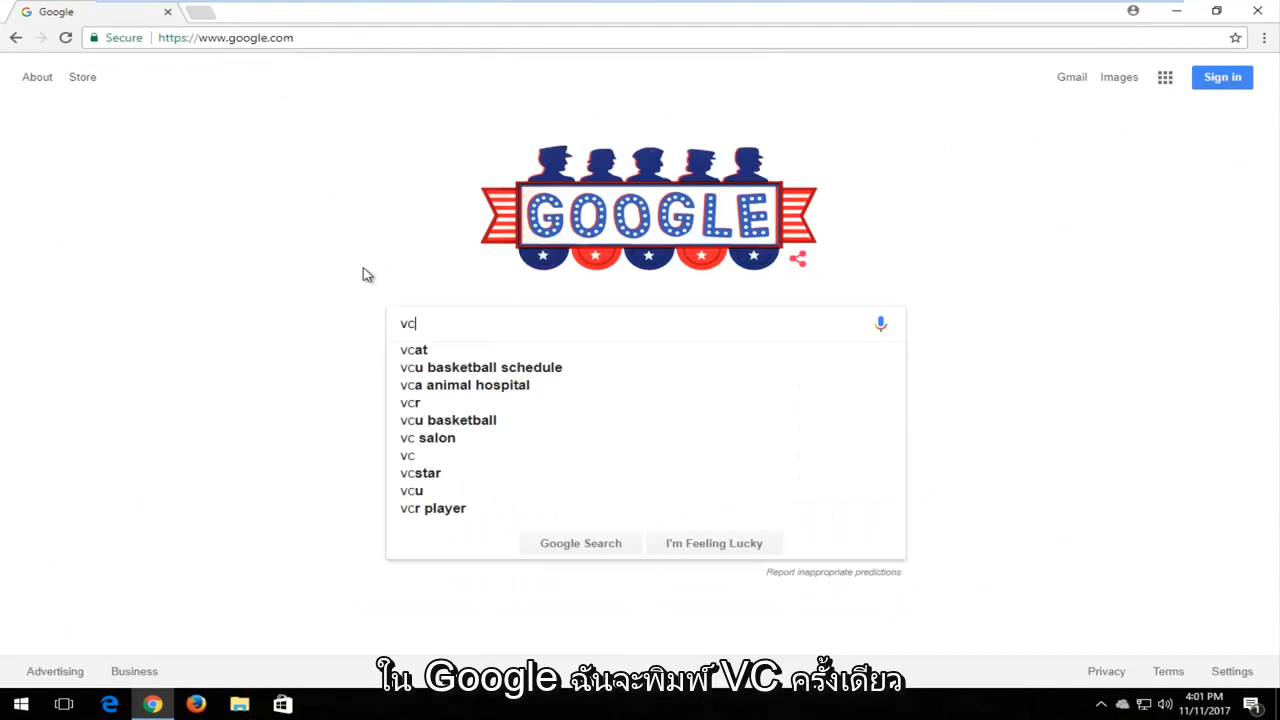 Google
Secure | https://www.google.com
About Store
Gmail Images Sign in
GOOGLE
vc
vcat
vcu basketball schedule
vca animal hospital
vcr
vcu basketball
vc salon
vc
vcstar
vcu
vcr player
Google Search I'm Feeling Lucky
Report inappropriate predictions
Advertising Business Privacy Terms Settings
ใน Google ฉันจะพิมพ์ VC ครั้งเดียว
4:01 PM
11/11/2017
1